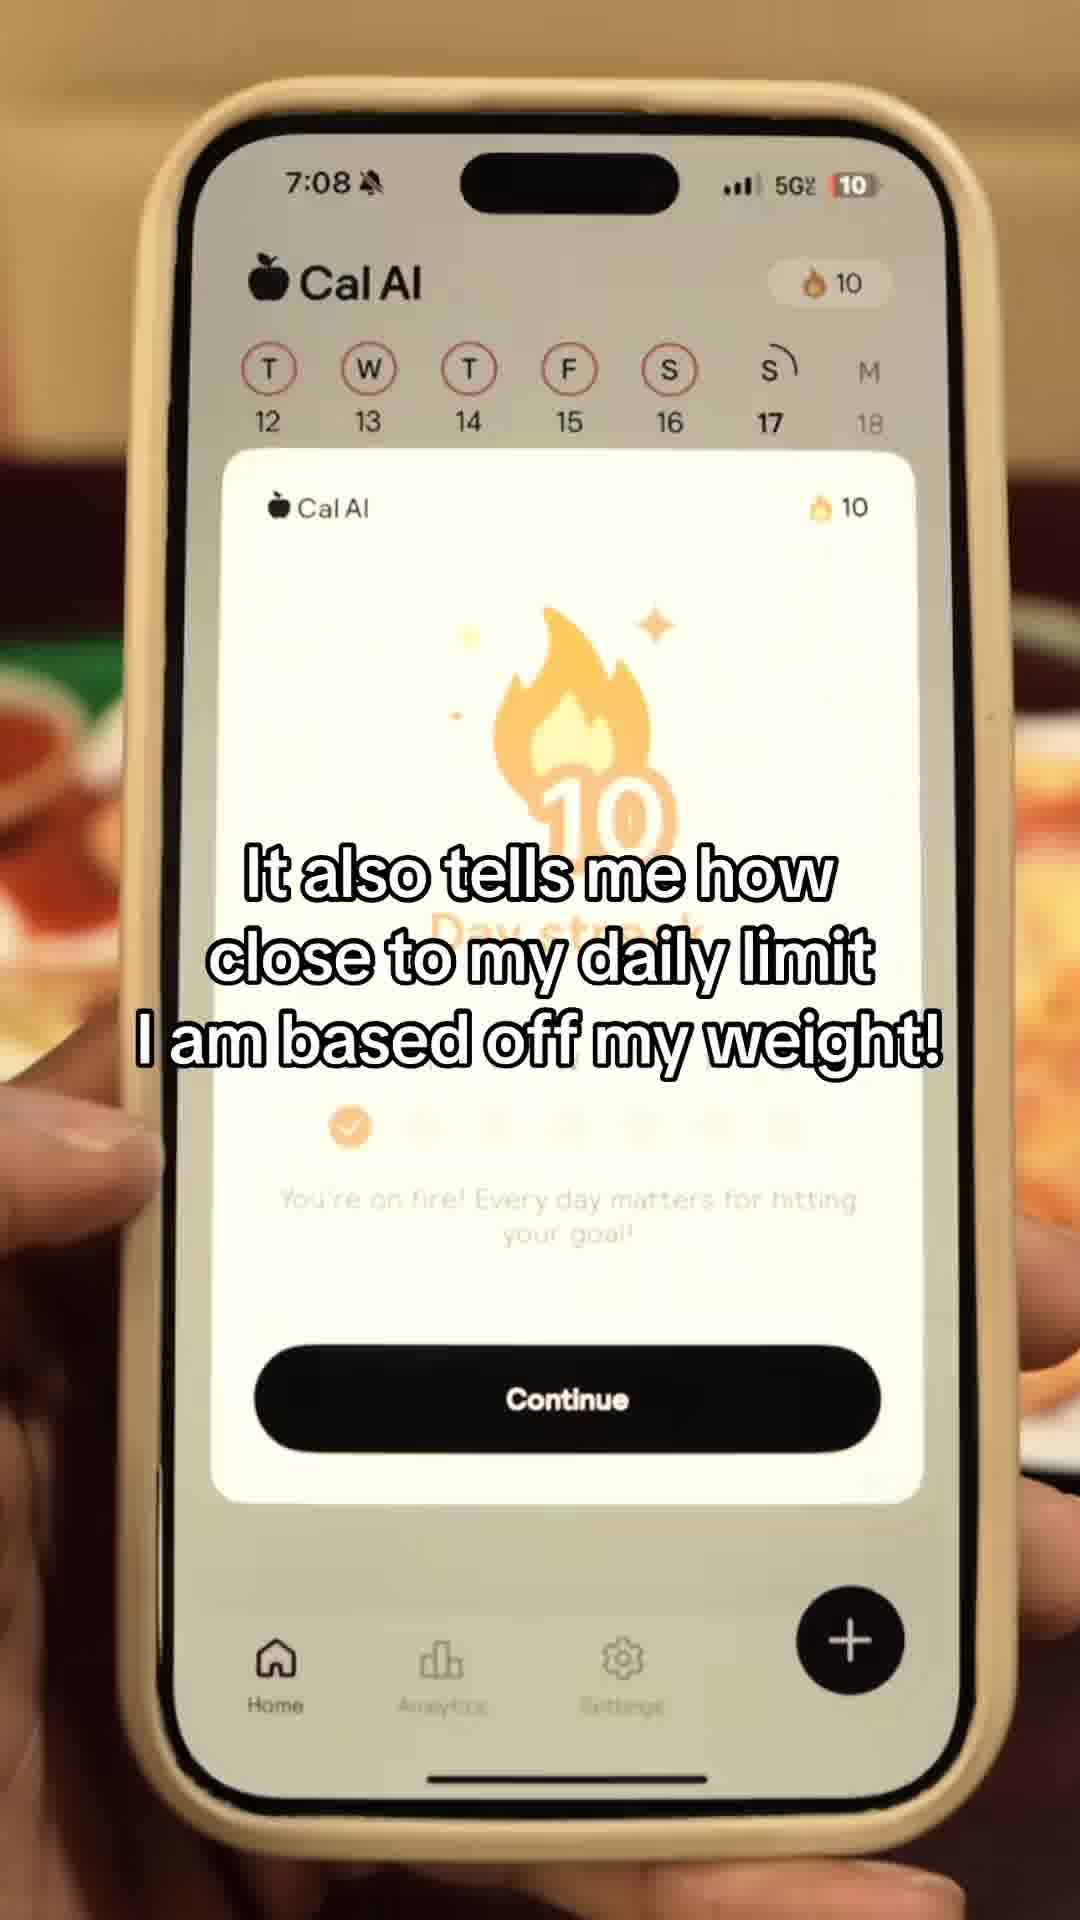 7:08 5G 10
Cal AI 10
T W T F S S M
12 13 14 15 16 17 18
Cal AI 10
10
Day streak
It also tells me how
close to my daily limit
I am based off my weight!
You're on fire! Every day matters for hitting
your goal!
Continue
Home Analytics Settings